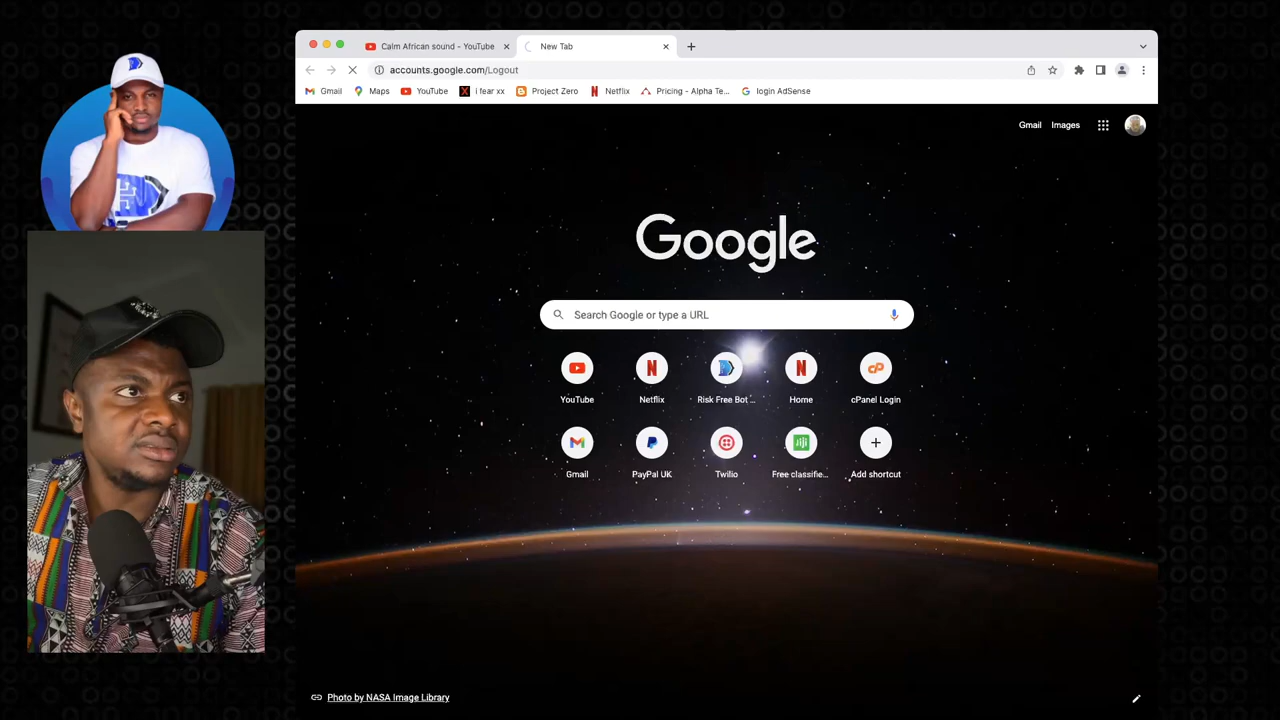 Calm African sound - YouTube
New Tab
accounts.google.com/Logout
Gmail
Maps
YouTube
I fear xx
Project Zero
Netflix
Pricing - Alpha Te...
login AdSense
Gmail
Images
Google
Search Google or type a URL
YouTube
Netflix
Risk Free Bot ...
Home
cPanel Login
Gmail
PayPal UK
Twilio
Free classifie...
Add shortcut
Photo by NASA Image Library